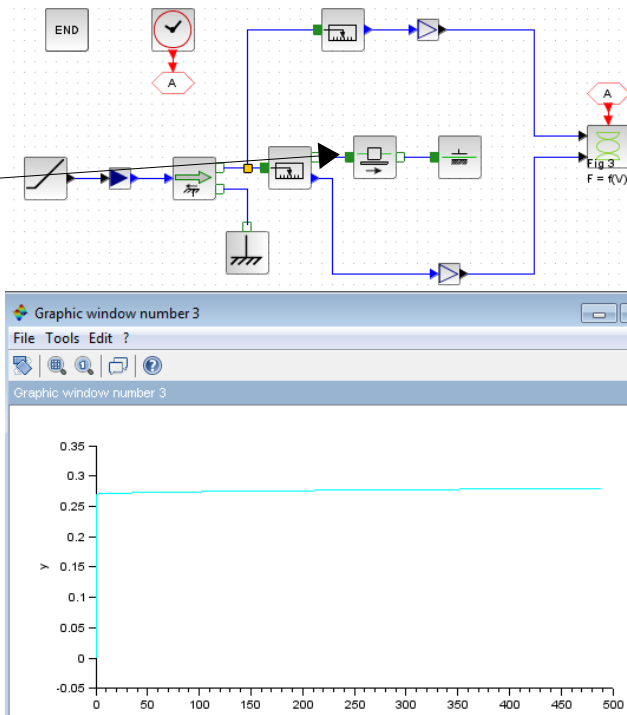 END
A
A
Fig 3
F = f(V)
Graphic window number 3
File Tools Edit ?
Graphic window number 3
0.35
0.3
0.25
0.2
0.15
0.1
0.05
0
-0.05
y
0 50 100 150 200 250 300 350 400 450 500